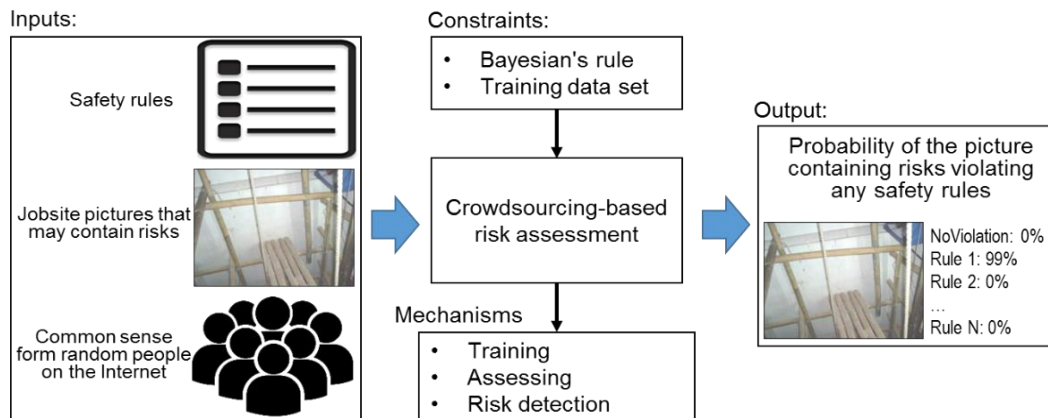 Inputs:
Safety rules
Jobsite pictures that
may contain risks
Common sense
form random people
on the Internet
Constraints:
• Bayesian's rule
• Training data set
Crowdsourcing-based
risk assessment
Mechanisms
• Training
• Assessing
• Risk detection
Output:
Probability of the picture
containing risks violating
any safety rules
NoViolation: 0%
Rule 1: 99%
Rule 2: 0%
...
Rule N: 0%